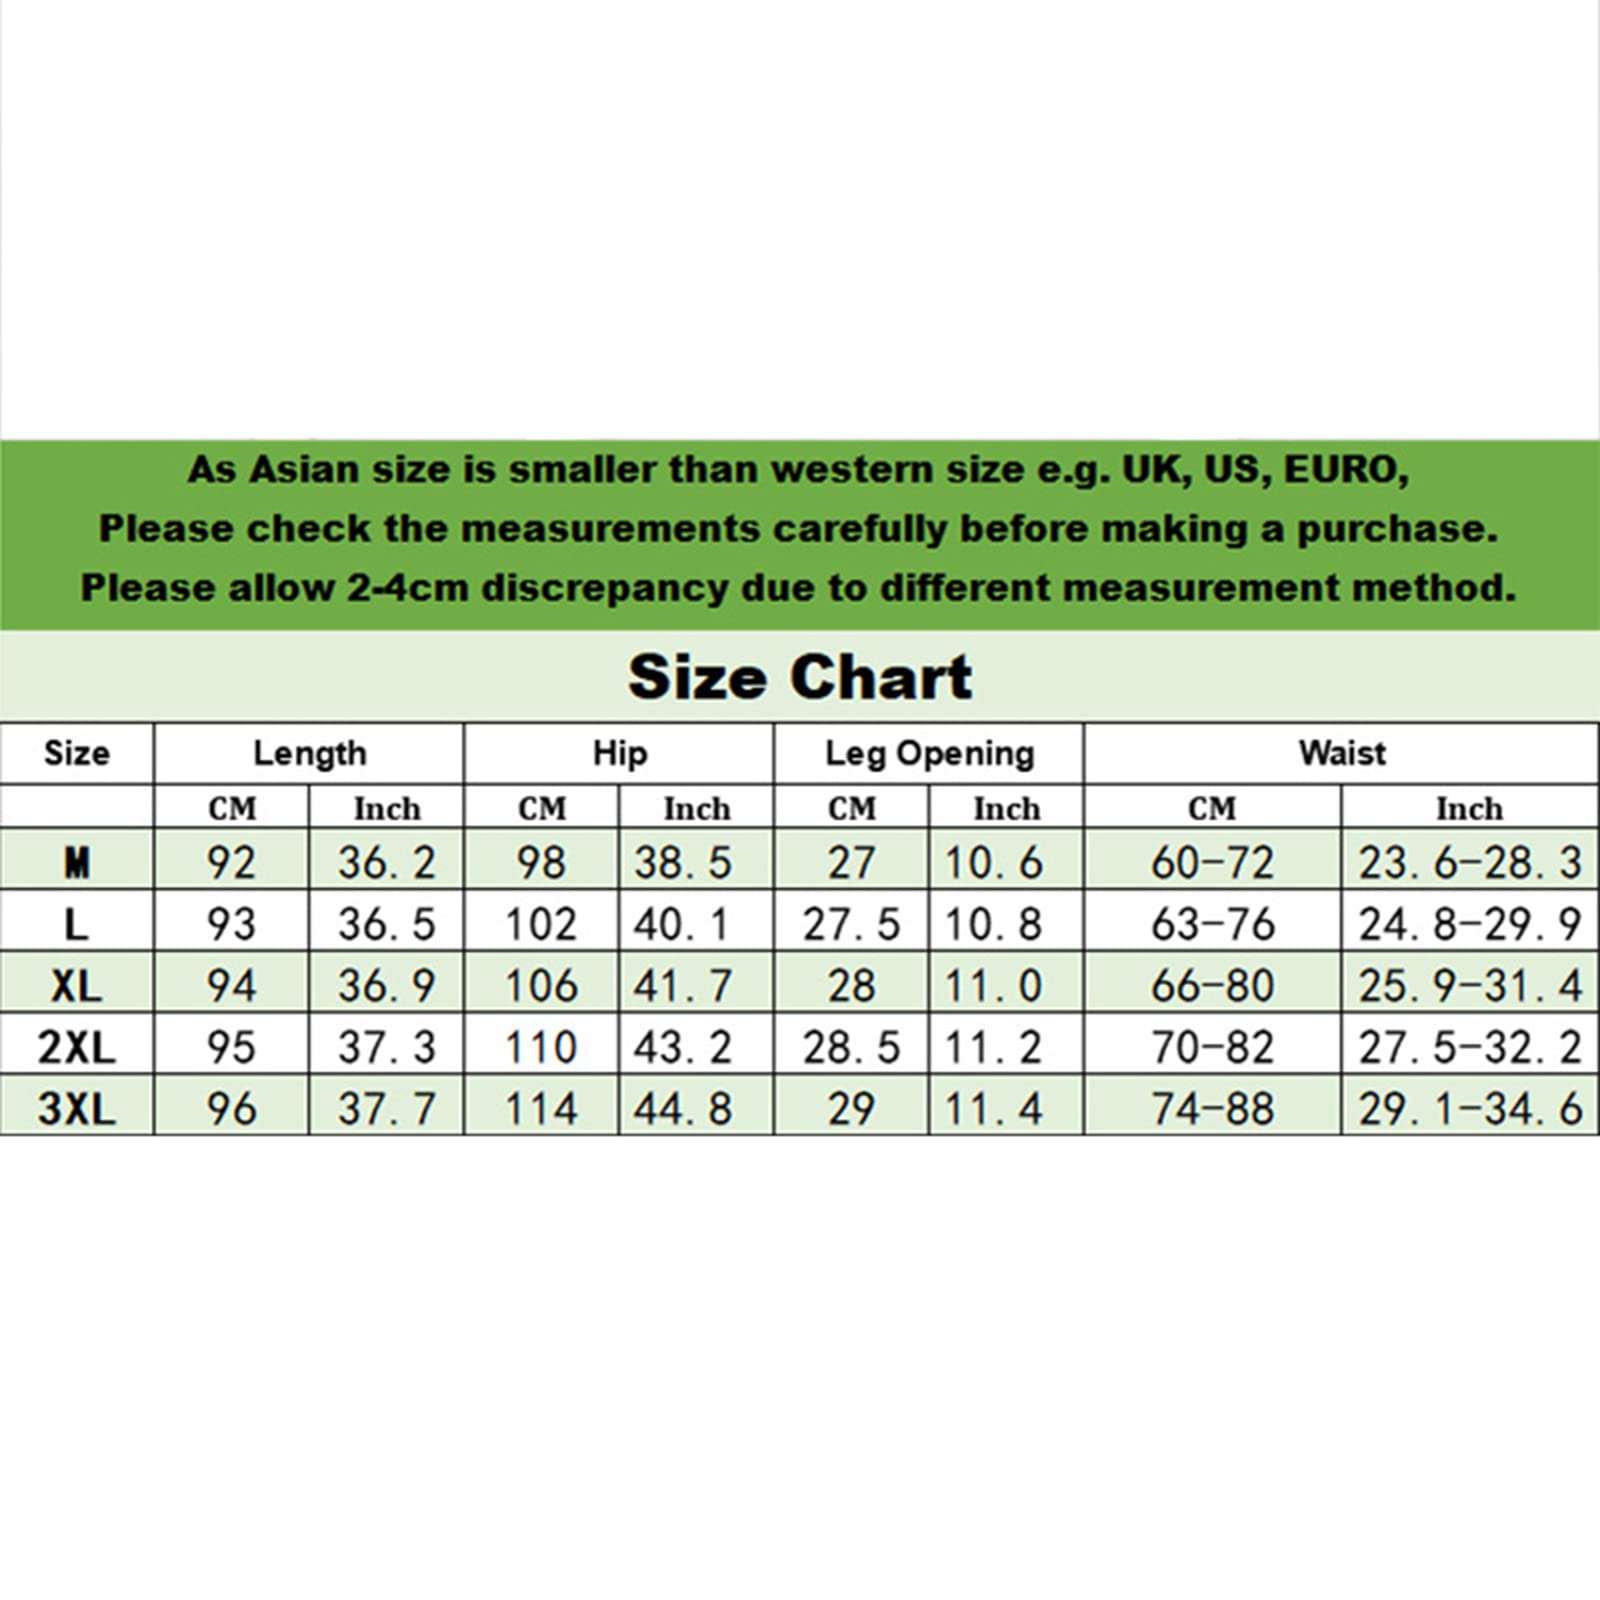 As Asian size is smaller than western size e.g. UK, US, EURO,
Please check the measurements carefully before making a purchase.
Please allow 2-4cm discrepancy due to different measurement method.
Size Chart
Size Length Hip Leg Opening Waist
CM Inch CM Inch CM Inch CM Inch
M 92 36.2 98 38.5 27 10.6 60-72 23.6-28.3
L 93 36.5 102 40.1 27.5 10.8 63-76 24.8-29.9
XL 94 36.9 106 41.7 28 11.0 66-80 25.9-31.4
2XL 95 37.3 110 43.2 28.5 11.2 70-82 27.5-32.2
3XL 96 37.7 114 44.8 29 11.4 74-88 29.1-34.6